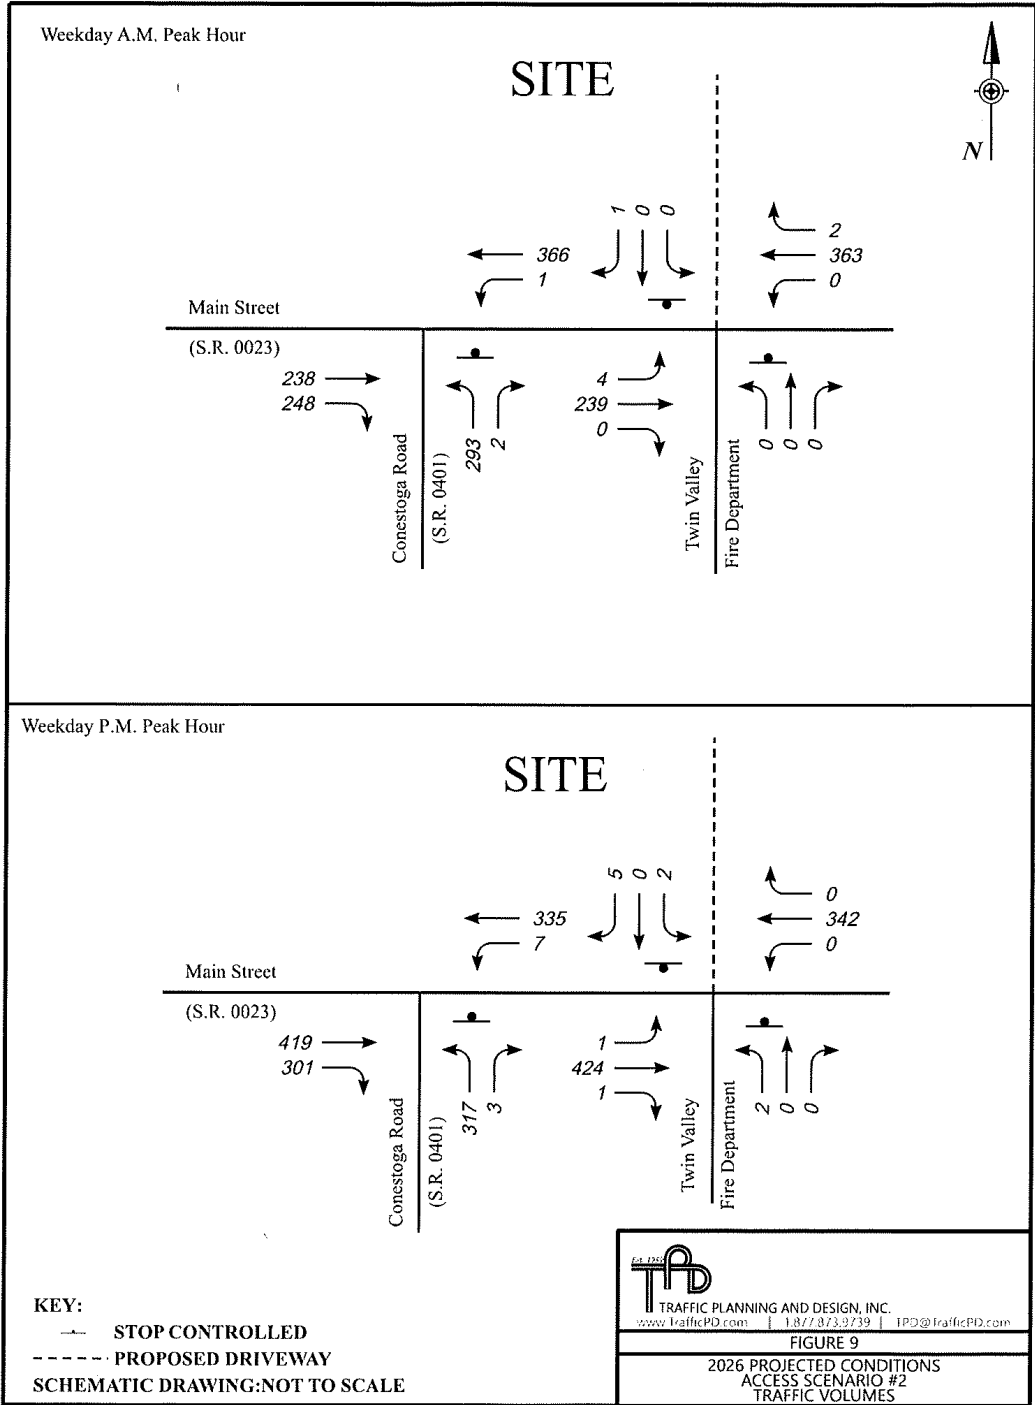 Weekday A.M. Peak Hour
SITE
N
1 0 0
2
363
0
366
1
Main Street
(S.R. 0023)
238
248
293
2
Conestoga Road
(S.R. 0401)
4
239
0
Twin Valley
Fire Department
0 0 0
Weekday P.M. Peak Hour
SITE
5 0 2
0
342
0
335
7
Main Street
(S.R. 0023)
419
301
317
3
Conestoga Road
(S.R. 0401)
1
424
1
Twin Valley
Fire Department
2 0 0
KEY:
STOP CONTROLLED
PROPOSED DRIVEWAY
SCHEMATIC DRAWING:NOT TO SCALE
TPD
TRAFFIC PLANNING AND DESIGN, INC.
www.TrafficPD.com | 1.877.873.9739 | TPD@TrafficPD.com
FIGURE 9
2026 PROJECTED CONDITIONS
ACCESS SCENARIO #2
TRAFFIC VOLUMES